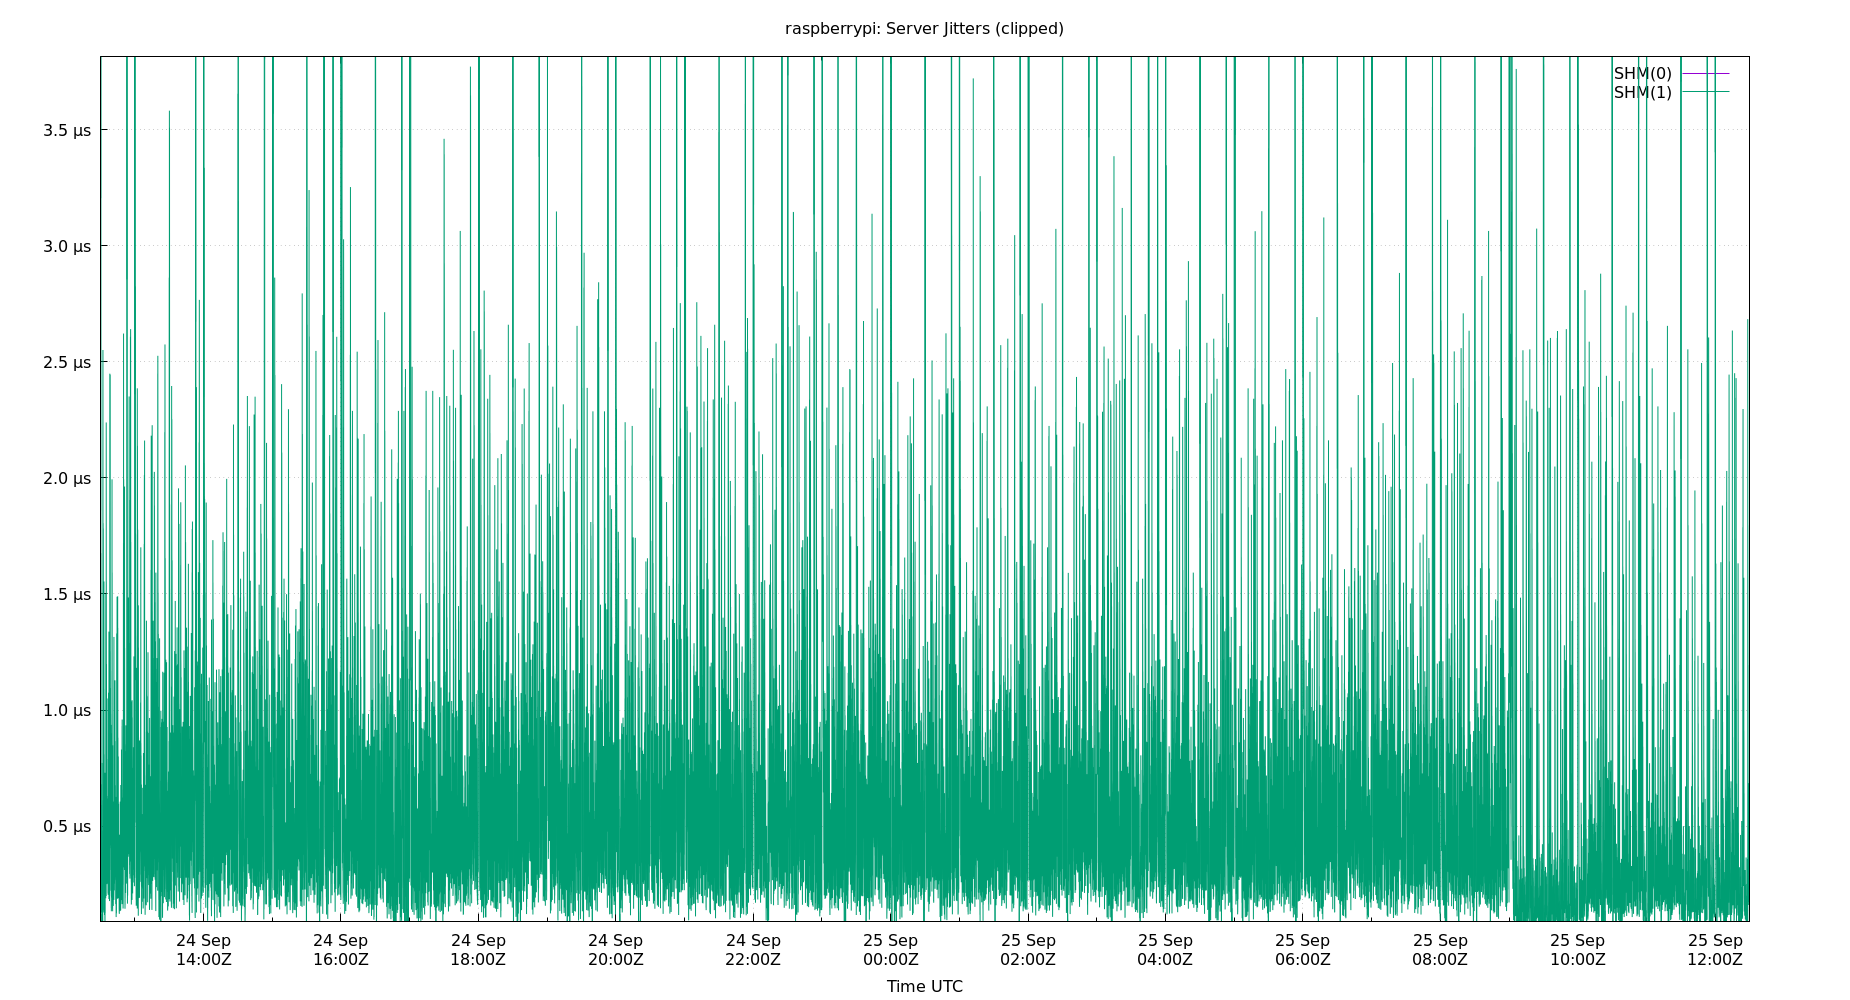 raspberrypi: Server Jitters (clipped)
SHM(0)
SHM(1)
3.5 µs
3.0 µs
2.5 µs
2.0 µs
1.5 µs
1.0 µs
0.5 µs
24 Sep 24 Sep 24 Sep 24 Sep 24 Sep 25 Sep 25 Sep 25 Sep 25 Sep 25 Sep 25 Sep 25 Sep
14:00Z 16:00Z 18:00Z 20:00Z 22:00Z 00:00Z 02:00Z 04:00Z 06:00Z 08:00Z 10:00Z 12:00Z
Time UTC